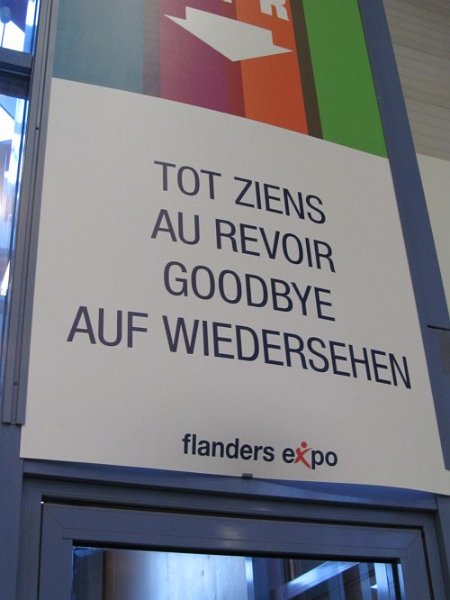 TOT ZIENS
AU REVOIR
GOODBYE
AUF WIEDERSEHEN
flanders expo